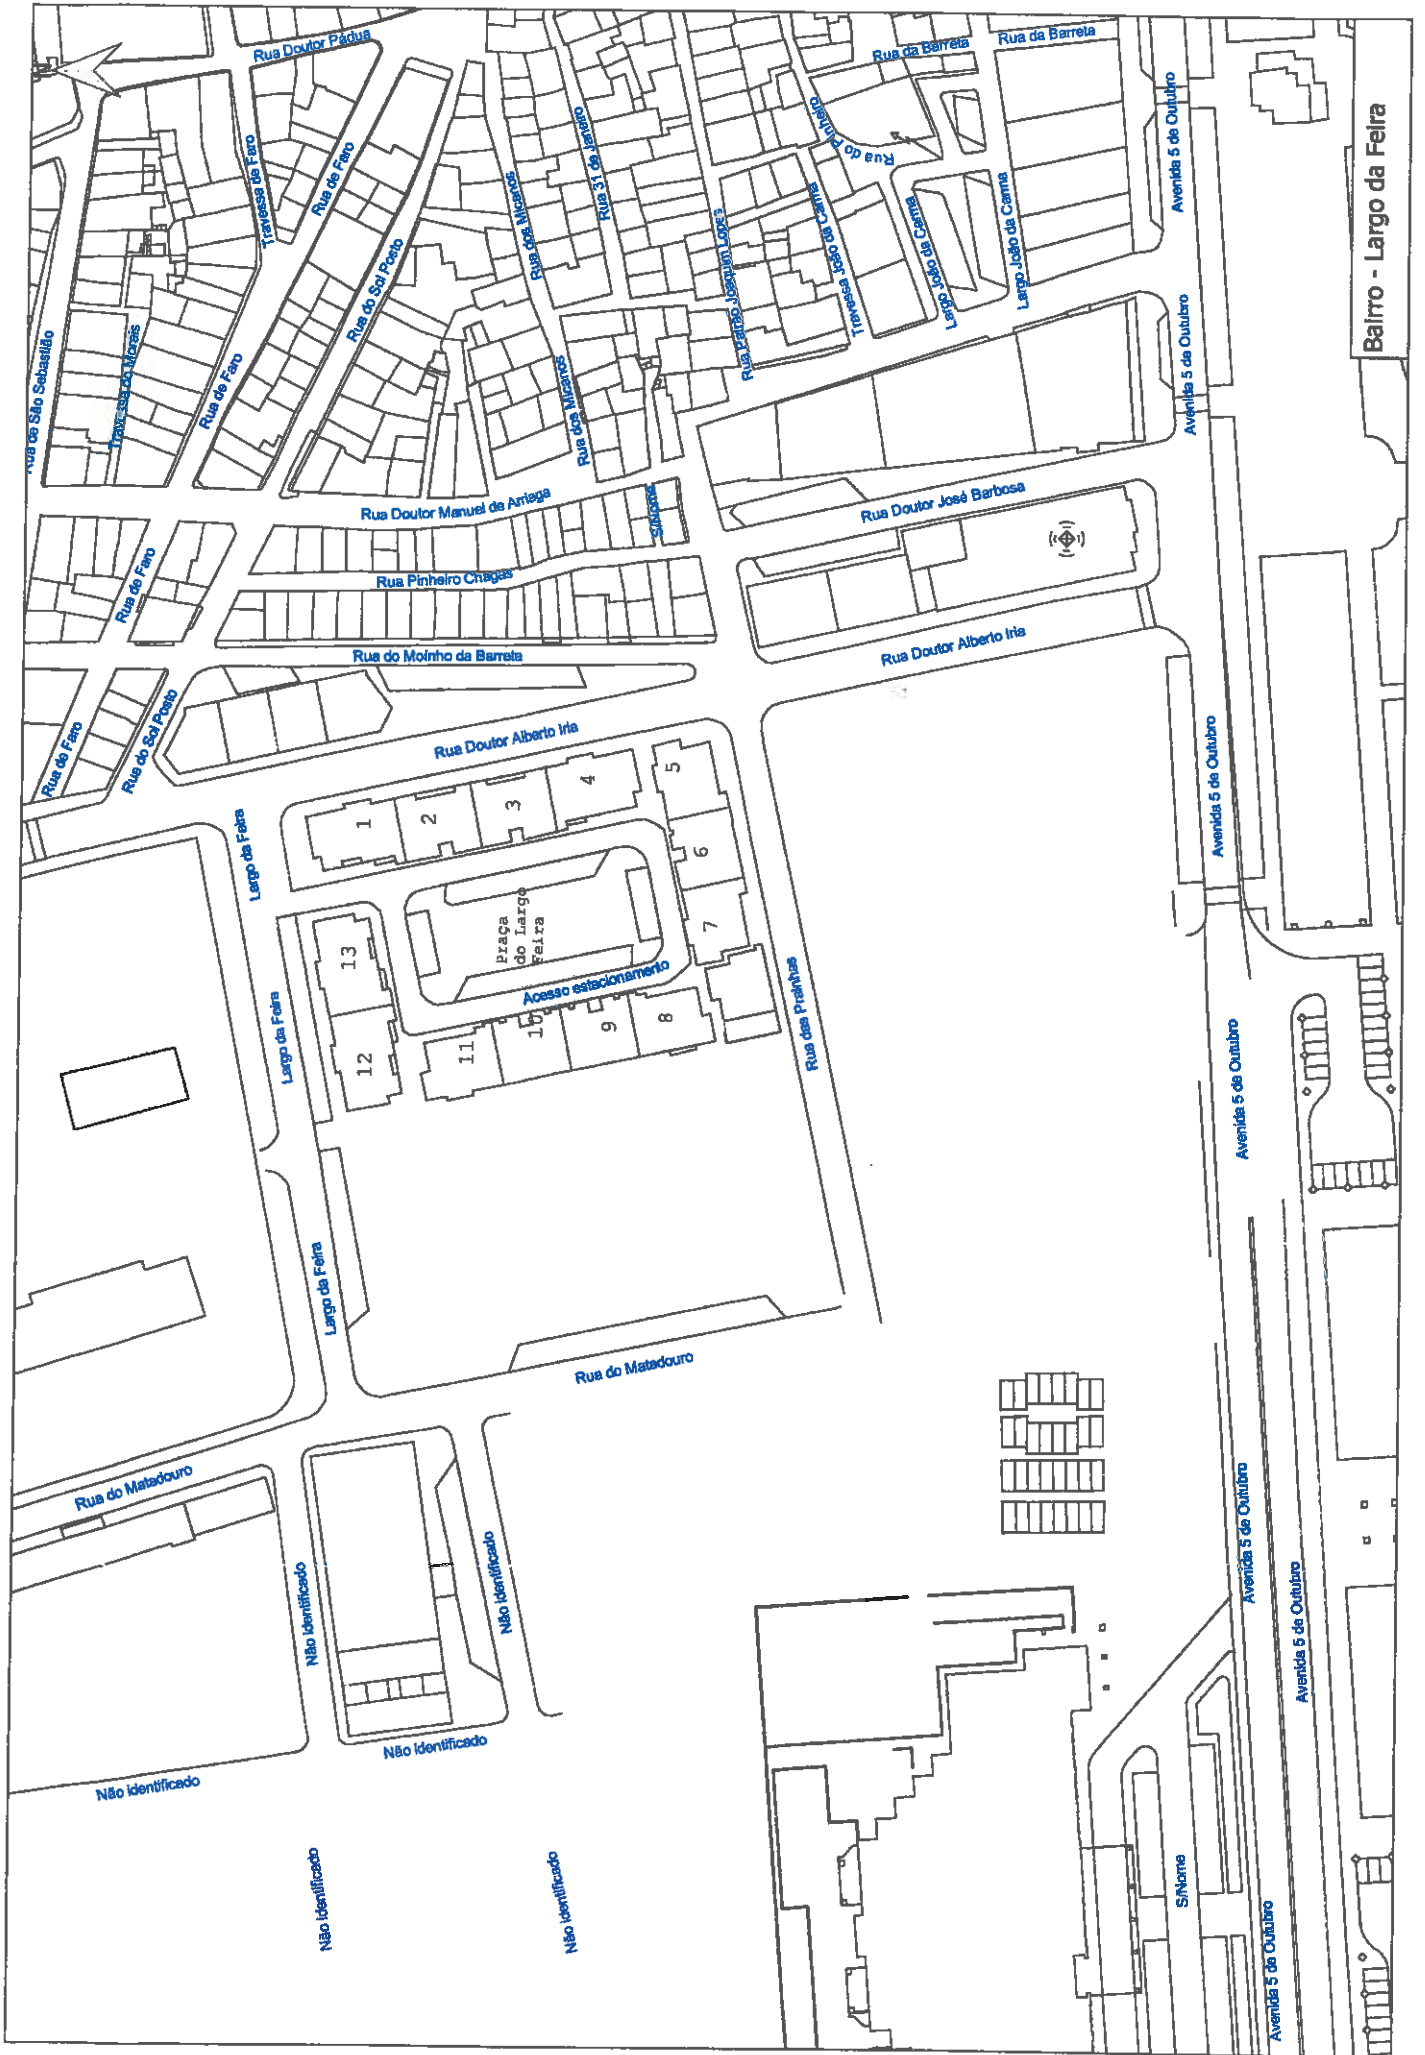 Rua Doutor Pádua
Rua da Barreta
Rua da Barreta
Avenida 5 de Outubro
Bairro - Largo da Feira
Travessa de Faro
Rua de Faro
Rua dos Micanos
Rua 31 de Janeiro
Rua do Pinheiro
Rua do Sol Posto
Rua Patrão Joaquim Lopes
Travessa João da Carma
Largo João da Carma
Largo João da Carma
Rua de São Sebastião
Travessa do Morais
Rua de Faro
Rua dos Micanos
Avenida 5 de Outubro
Rua Doutor Manuel de Arriaga
S/Nome
Rua Doutor José Barbosa
Rua de Faro
Rua Pinheiro Chagas
Rua do Moinho da Barreta
Rua Doutor Alberto Iria
Rua de Faro
Rua do Sol Posto
Rua Doutor Alberto Iria
Avenida 5 de Outubro
Largo da Feira
1
2
3
4
5
6
7
Praça
do Largo
Feira
Acesso estacionamento
13
12
11
10
9
8
Largo da Feira
Rua das Prainhas
Avenida 5 de Outubro
Largo da Feira
Rua do Matadouro
Rua do Matadouro
Não identificado
Não identificado
Avenida 5 de Outubro
Avenida 5 de Outubro
Não identificado
Não identificado
Não identificado
Não identificado
S/Nome
Avenida 5 de Outubro